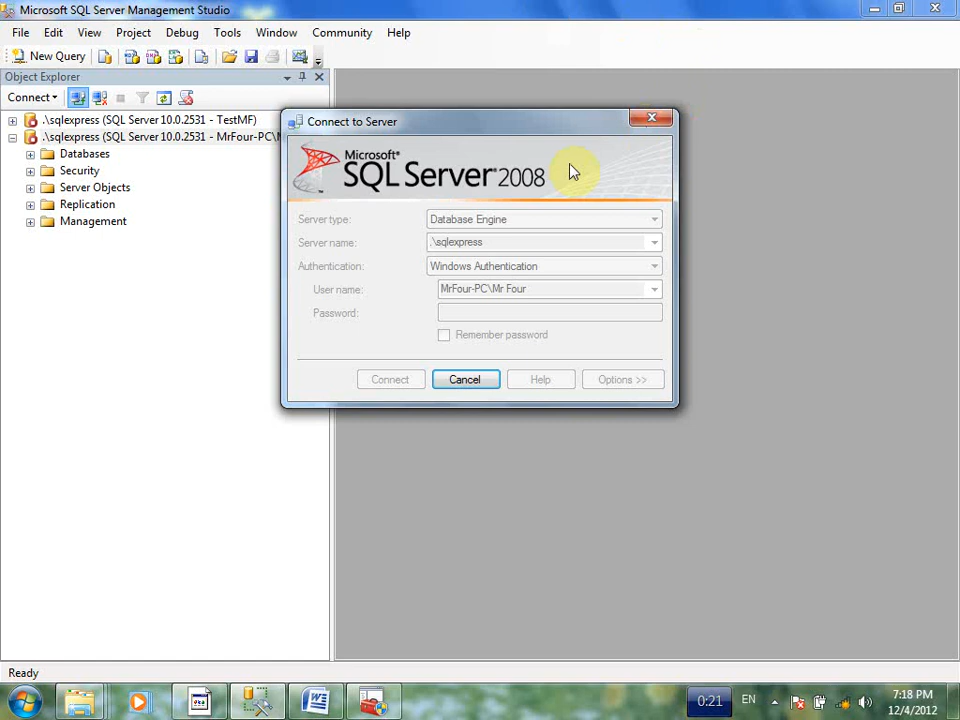 Microsoft SQL Server Management Studio
File Edit View Project Debug Tools Window Community Help
New Query
Object Explorer
Connect
.\sqlexpress (SQL Server 10.0.2531 - TestMF)
.\sqlexpress (SQL Server 10.0.2531 - MrFour-PC\
Databases
Security
Server Objects
Replication
Management
Connect to Server
Microsoft®
SQL Server 2008
Server type: Database Engine
Server name: .\sqlexpress
Authentication: Windows Authentication
User name: MrFour-PC\Mr Four
Password:
Remember password
Connect Cancel Help Options >>
Ready
0:21 EN 7:18 PM
12/4/2012